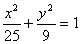 x²/25 + y²/9 = 1